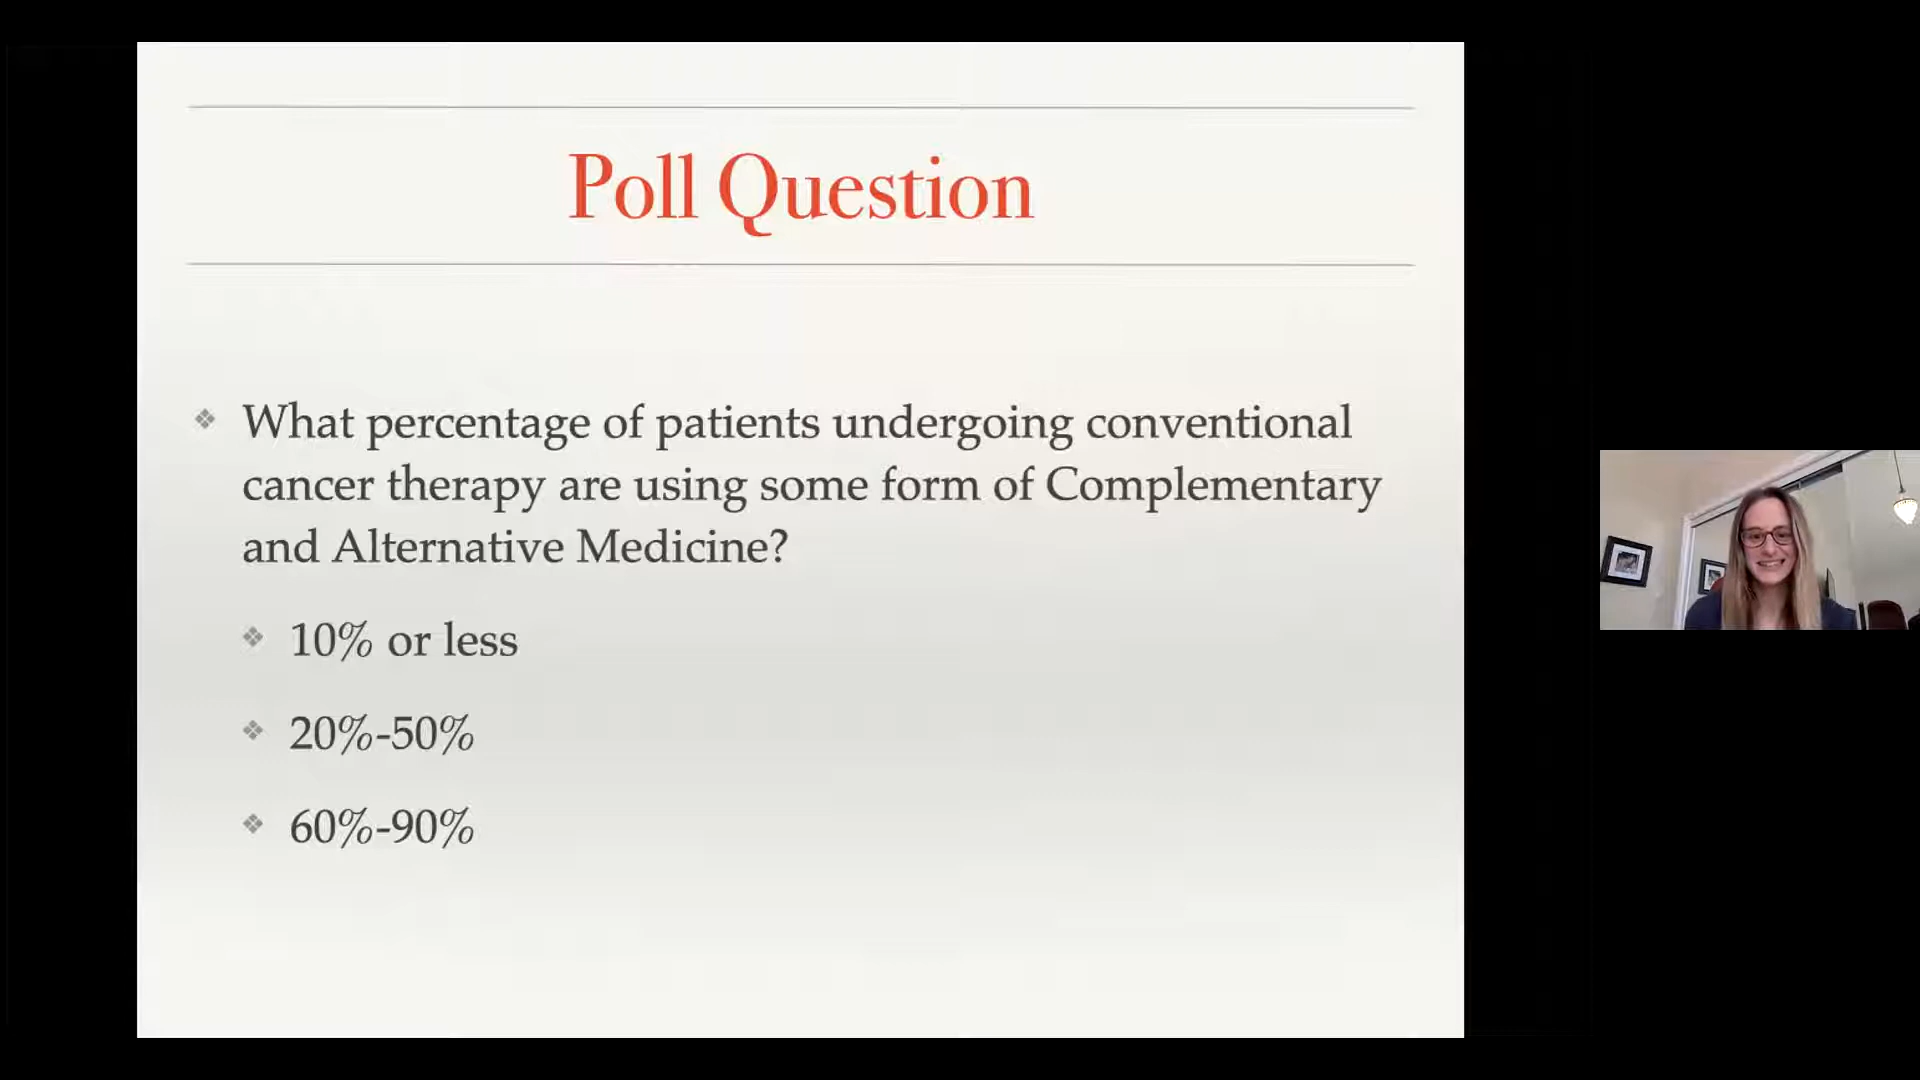 Poll Question
What percentage of patients undergoing conventional
cancer therapy are using some form of Complementary
and Alternative Medicine?
10% or less
20%-50%
60%-90%